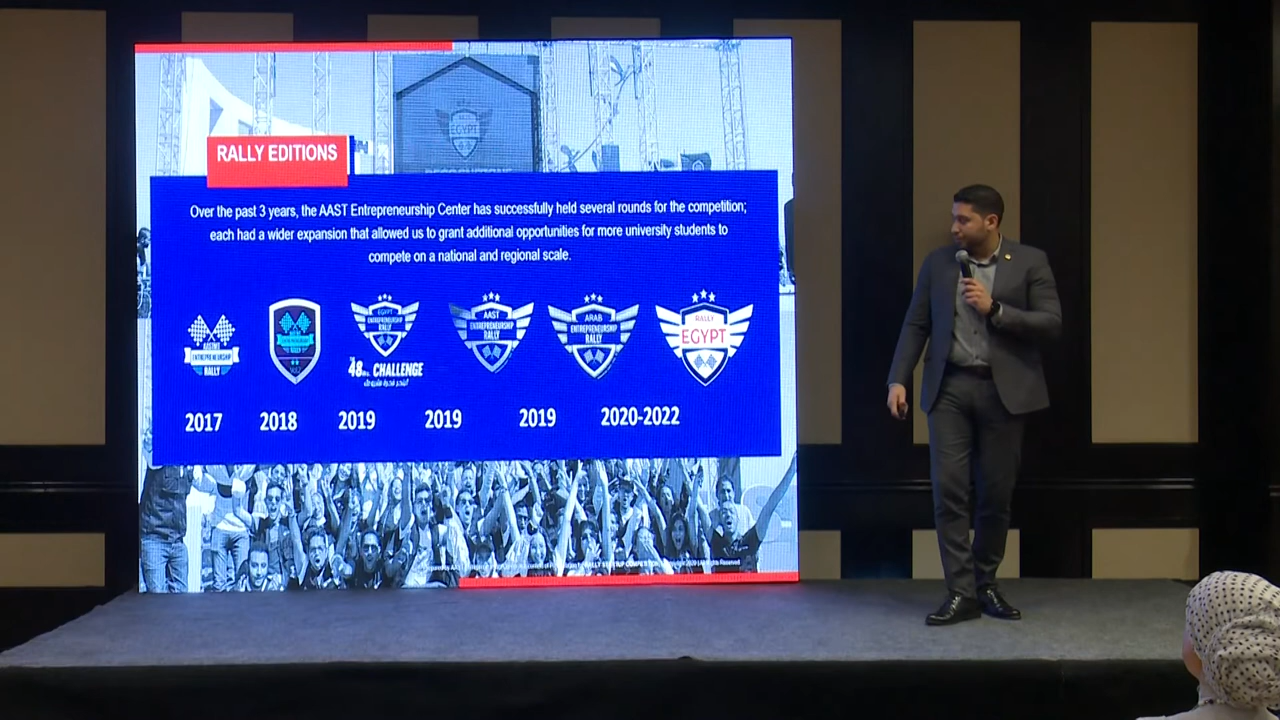 RALLY EDITIONS
Over the past 3 years, the AAST Entrepreneurship Center has successfully held several rounds for the competition;
each had a wider expansion that allowed us to grant additional opportunities for more university students to
compete on a national and regional scale.
ENTREPRENEURSHIP
RALLY
EGYPT
ENTREPRENEURSHIP
RALLY
48Hrs. CHALLENGE
AAST
ENTREPRENEURSHIP
RALLY
ARAB
ENTREPRENEURSHIP
RALLY
RALLY
EGYPT
2017
2018
2019
2019
2019
2020-2022
EGYPT